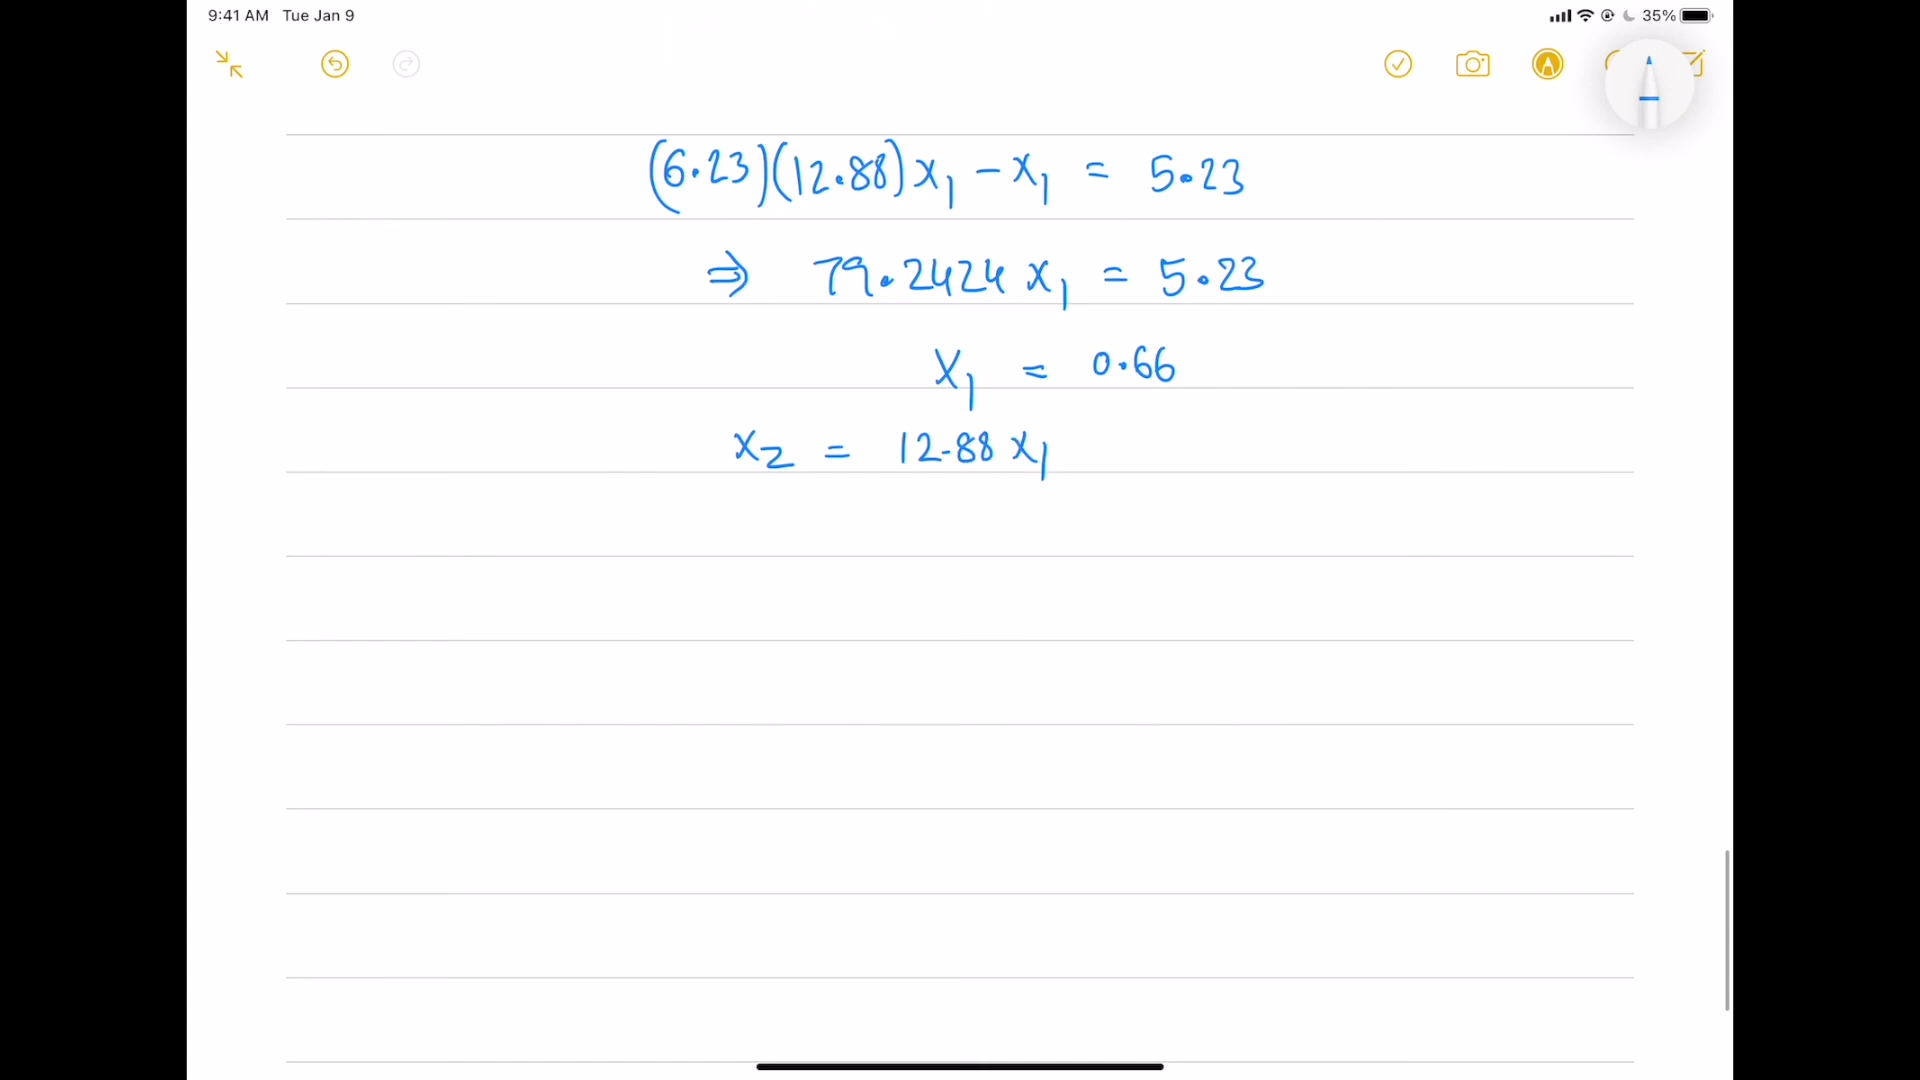 9:41 AM Tue Jan 9 35%
(6.23)(12.88)x₁ - x₁ = 5.23
⇒ 79.2424 x₁ = 5.23
x₁ = 0.66
x₂ = 12.88 x₁